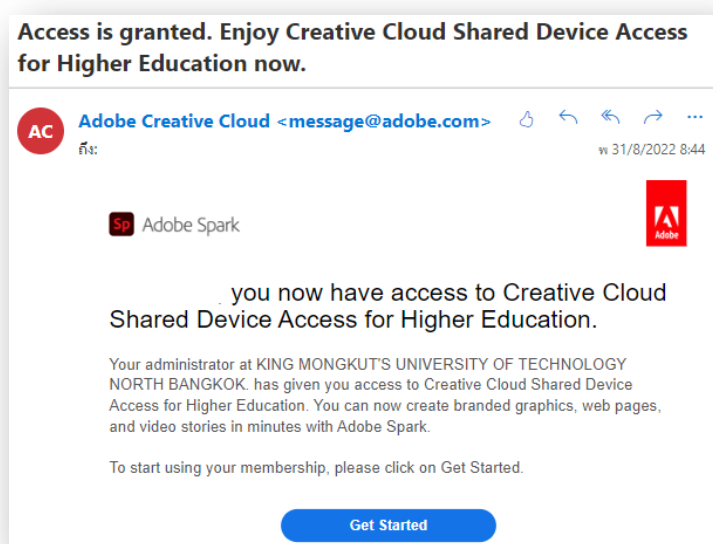 Access is granted. Enjoy Creative Cloud Shared Device Access
for Higher Education now.
AC
Adobe Creative Cloud <message@adobe.com>
ถึง:
พ 31/8/2022 8:44
Sp Adobe Spark
Adobe
, you now have access to Creative Cloud
Shared Device Access for Higher Education.
Your administrator at KING MONGKUT'S UNIVERSITY OF TECHNOLOGY
NORTH BANGKOK. has given you access to Creative Cloud Shared Device
Access for Higher Education. You can now create branded graphics, web pages,
and video stories in minutes with Adobe Spark.
To start using your membership, please click on Get Started.
Get Started